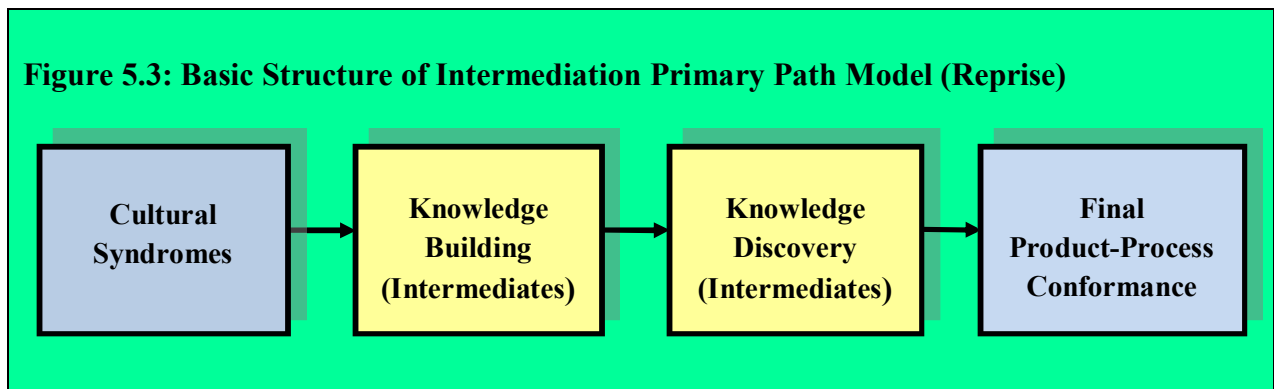 Figure 5.3: Basic Structure of Intermediation Primary Path Model (Reprise)
Cultural
Syndromes
Knowledge
Building
(Intermediates)
Knowledge
Discovery
(Intermediates)
Final
Product-Process
Conformance